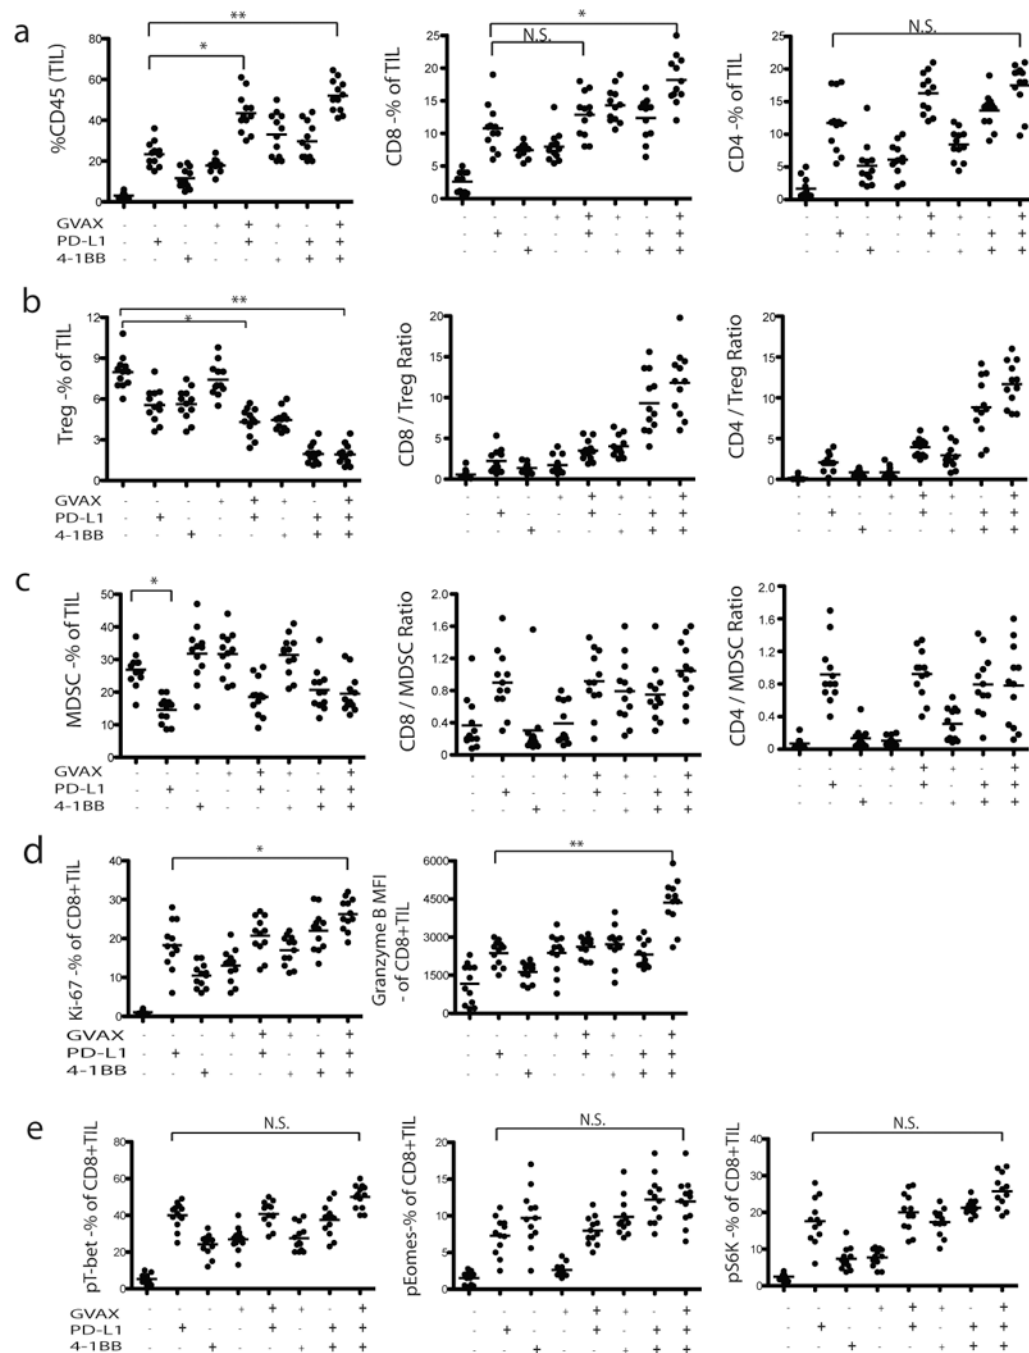 a
%CD45 (TIL)
80
60
40
20
0
*
**
CD8 -% of TIL
25
20
15
10
5
0
N.S.
*
CD4 -% of TIL
25
20
15
10
5
0
N.S.
GVAX - - - + + + - +
PD-L1 - + - - + - + +
4-1BB - - + - - + + +
b
Treg -% of TIL
12
9
6
3
0
*
**
CD8 / Treg Ratio
20
15
10
5
0
CD4 / Treg Ratio
20
15
10
5
0
GVAX - - - + + + - +
PD-L1 - + - - + - + +
4-1BB - - + - - + + +
c
MDSC -% of TIL
50
40
30
20
10
0
*
CD8 / MDSC Ratio
2.0
1.6
1.2
0.8
0.4
0
CD4 / MDSC Ratio
2.0
1.6
1.2
0.8
0.4
0
GVAX - - - + + + - +
PD-L1 - + - - + - + +
4-1BB - - + - - + + +
d
Ki-67 -% of CD8+TIL
40
30
20
10
0
*
Granzyme B MFI
- of CD8+TIL
6000
4500
3000
1500
0
**
GVAX - - - + + + - +
PD-L1 - + - - + - + +
4-1BB - - + - - + + +
e
pT-bet -% of CD8+TIL
80
60
40
20
0
N.S.
pEomes-% of CD8+TIL
20
15
10
5
0
N.S.
pS6K -% of CD8+TIL
40
30
20
10
0
N.S.
GVAX - - - + + + - +
PD-L1 - + - - + - + +
4-1BB - - + - - + + +